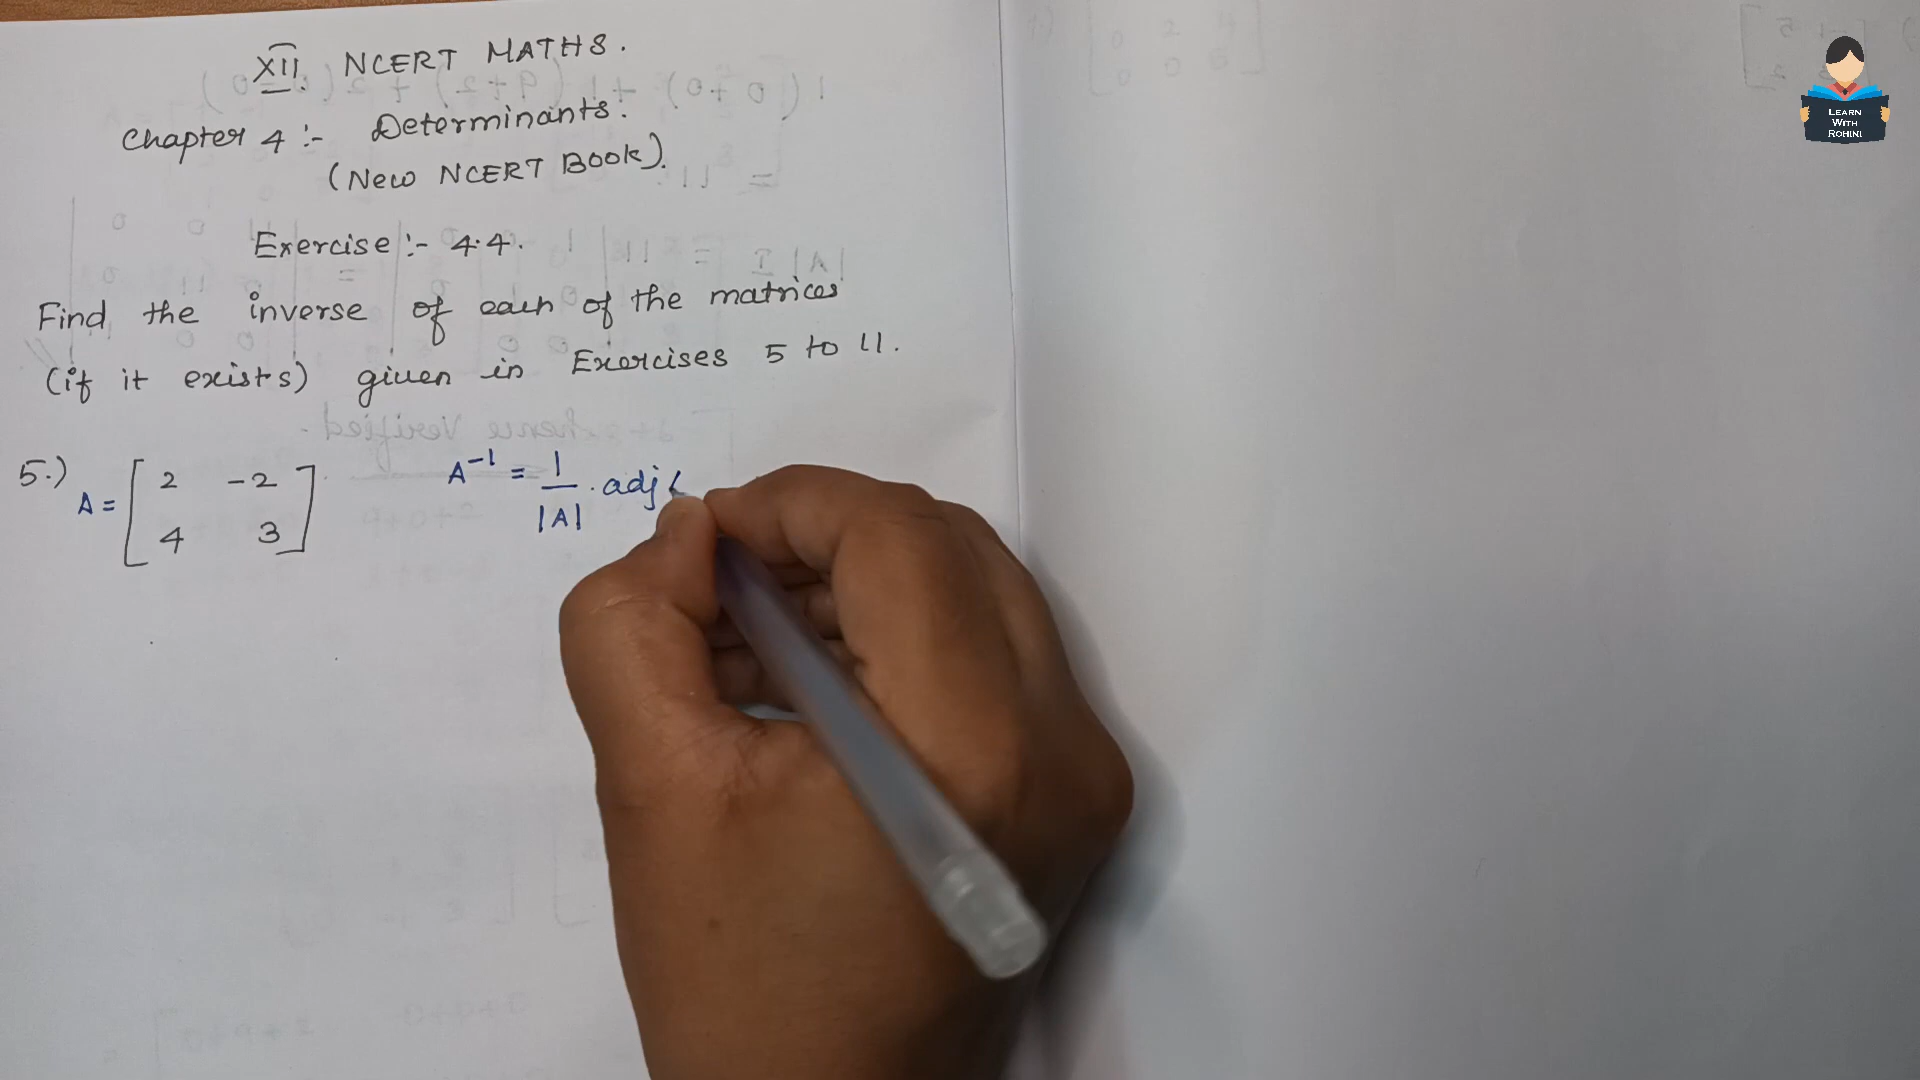 XII. NCERT MATHS.
Chapter 4 :- Determinants.
(New NCERT Book).
Exercise :- 4.4.
Find the inverse of each of the matrices
(if it exists) given in Exercises 5 to 11.
5.) A = [ 2 -2
4 3 ]
A⁻¹ = 1/|A| . adj (
LEARN
WITH
ROHINI